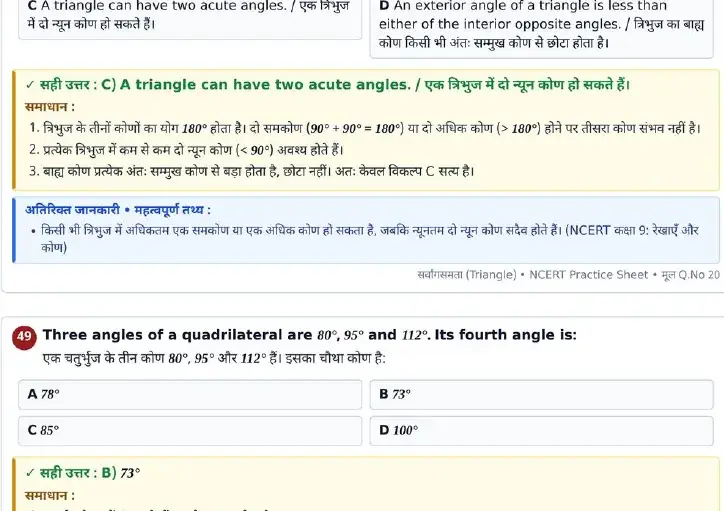 C A triangle can have two acute angles. / एक त्रिभुज
में दो न्यून कोण हो सकते हैं।
D An exterior angle of a triangle is less than
either of the interior opposite angles. / त्रिभुज का बाह्य
कोण किसी भी अंतः सम्मुख कोण से छोटा होता है।
✓ सही उत्तर : C) A triangle can have two acute angles. / एक त्रिभुज में दो न्यून कोण हो सकते हैं।
समाधान :
1. त्रिभुज के तीनों कोणों का योग 180° होता है। दो समकोण (90° + 90° = 180°) या दो अधिक कोण (> 180°) होने पर तीसरा कोण संभव नहीं है।
2. प्रत्येक त्रिभुज में कम से कम दो न्यून कोण (< 90°) अवश्य होते हैं।
3. बाह्य कोण प्रत्येक अंतः सम्मुख कोण से बड़ा होता है, छोटा नहीं। अतः केवल विकल्प C सत्य है।
अतिरिक्त जानकारी • महत्वपूर्ण तथ्य :
• किसी भी त्रिभुज में अधिकतम एक समकोण या एक अधिक कोण हो सकता है, जबकि न्यूनतम दो न्यून कोण सदैव होते हैं। (NCERT कक्षा 9: रेखाएँ और
कोण)
सर्वांगसमता (Triangle) • NCERT Practice Sheet • मूल Q.No 20
49 Three angles of a quadrilateral are 80°, 95° and 112°. Its fourth angle is:
एक चतुर्भुज के तीन कोण 80°, 95° और 112° हैं। इसका चौथा कोण है:
A 78°
B 73°
C 85°
D 100°
✓ सही उत्तर : B) 73°
समाधान :